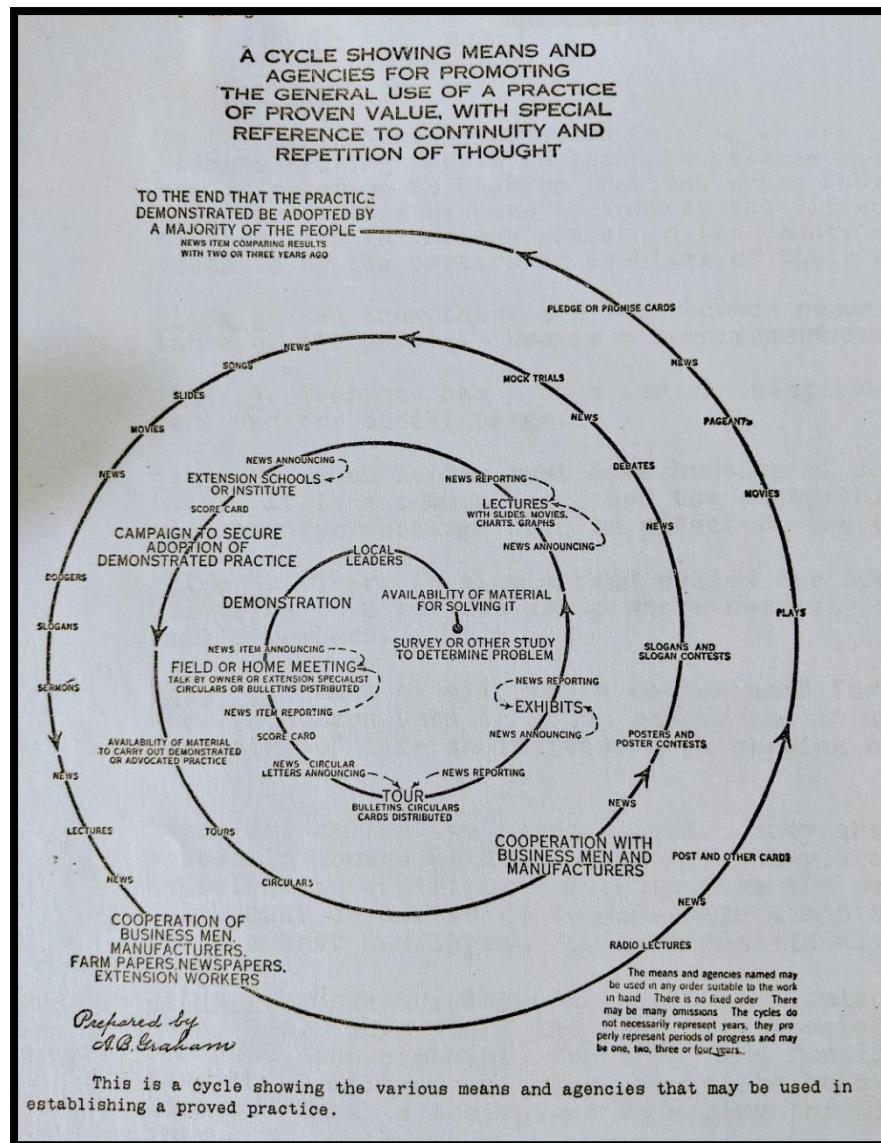 A CYCLE SHOWING MEANS AND
AGENCIES FOR PROMOTING
THE GENERAL USE OF A PRACTICE
OF PROVEN VALUE, WITH SPECIAL
REFERENCE TO CONTINUITY AND
REPETITION OF THOUGHT
TO THE END THAT THE PRACTICE
DEMONSTRATED BE ADOPTED BY
A MAJORITY OF THE PEOPLE
NEWS ITEM COMPARING RESULTS
WITH TWO OR THREE YEARS AGO
SURVEY OR OTHER STUDY
TO DETERMINE PROBLEM
AVAILABILITY OF MATERIAL
FOR SOLVING IT
LOCAL
LEADERS
DEMONSTRATION
NEWS ITEM ANNOUNCING
FIELD OR HOME MEETING
TALK BY OWNER OR EXTENSION SPECIALIST
CIRCULARS OR BULLETINS DISTRIBUTED
NEWS ITEM REPORTING
SCORE CARD
NEWS CIRCULAR
LETTERS ANNOUNCING
TOUR
BULLETINS, CIRCULARS
CARDS DISTRIBUTED
NEWS REPORTING
NEWS ANNOUNCING
EXHIBITS
NEWS REPORTING
NEWS ANNOUNCING
LECTURES
WITH SLIDES, MOVIES,
CHARTS, GRAPHS
NEWS REPORTING
NEWS ANNOUNCING
EXTENSION SCHOOLS
OR INSTITUTE
SCORE CARD
CAMPAIGN TO SECURE
ADOPTION OF
DEMONSTRATED PRACTICE
AVAILABILITY OF MATERIAL
TO CARRY OUT DEMONSTRATED
OR ADVOCATED PRACTICE
TOURS
CIRCULARS
COOPERATION WITH
BUSINESS MEN AND
MANUFACTURERS
NEWS
POSTERS AND
POSTER CONTESTS
SLOGANS AND
SLOGAN CONTESTS
NEWS
DEBATES
NEWS
MOCK TRIALS
NEWS
SONGS
SLIDES
MOVIES
NEWS
DODGERS
SLOGANS
SERMONS
NEWS
LECTURES
NEWS
COOPERATION OF
BUSINESS MEN,
MANUFACTURERS,
FARM PAPERS, NEWSPAPERS,
EXTENSION WORKERS
RADIO LECTURES
NEWS
POST AND OTHER CARDS
PLAYS
MOVIES
PAGEANTS
NEWS
PLEDGE OR PROMISE CARDS
The means and agencies named may
be used in any order suitable to the work
in hand There is no fixed order There
may be many omissions The cycles do
not necessarily represent years, they pro
perly represent periods of progress and may
be one, two, three or four years.
Prepared by
A.B. Graham
This is a cycle showing the various means and agencies that may be used in
establishing a proved practice.